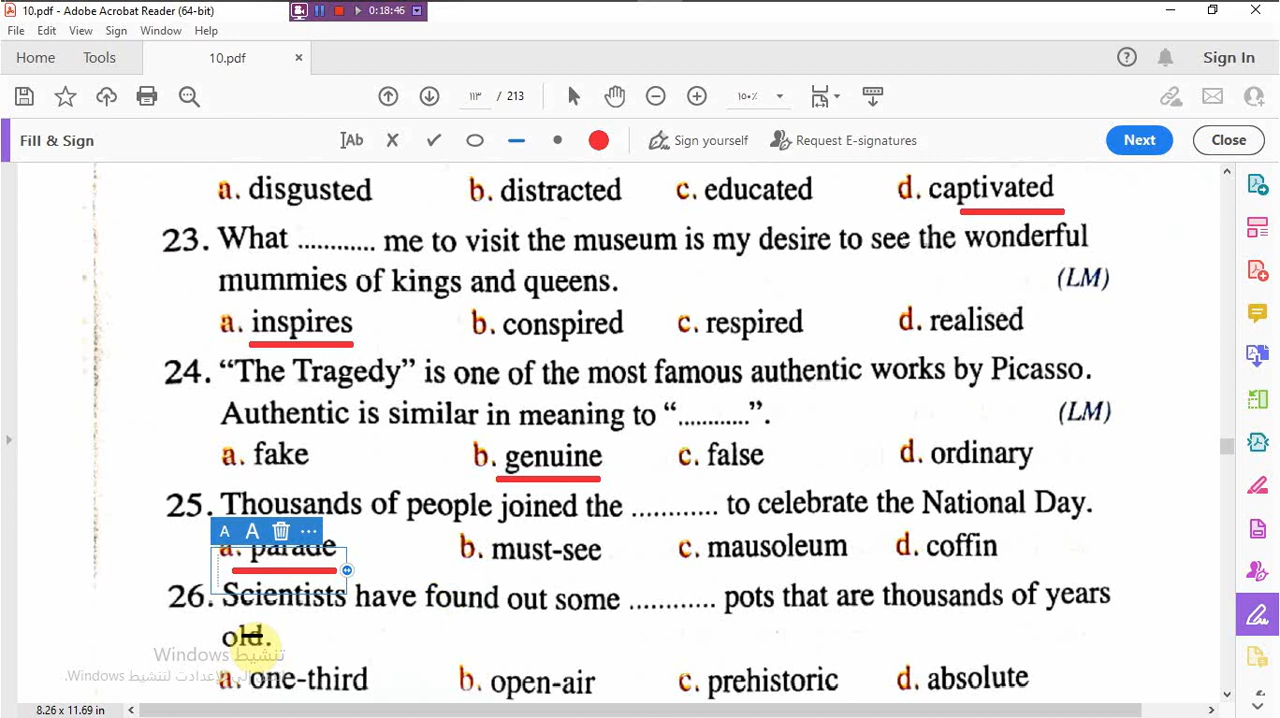 10.pdf - Adobe Acrobat Reader (64-bit)
0:18:46
File Edit View Sign Window Help
Home Tools 10.pdf × Sign In
١١٣ / 213 ١٥٠٪
Fill & Sign Ab Sign yourself Request E-signatures Next Close
a. disgusted b. distracted c. educated d. captivated
23. What ............ me to visit the museum is my desire to see the wonderful
mummies of kings and queens. (LM)
a. inspires b. conspired c. respired d. realised
24. “The Tragedy” is one of the most famous authentic works by Picasso.
Authentic is similar in meaning to “............”. (LM)
a. fake b. genuine c. false d. ordinary
25. Thousands of people joined the ............ to celebrate the National Day.
A A ...
a. parade b. must-see c. mausoleum d. coffin
26. Scientists have found out some ............ pots that are thousands of years
old.
تنشيط Windows
الإعدادات لتنشيط Windows.
a. one-third b. open-air c. prehistoric d. absolute
8.26 x 11.69 in